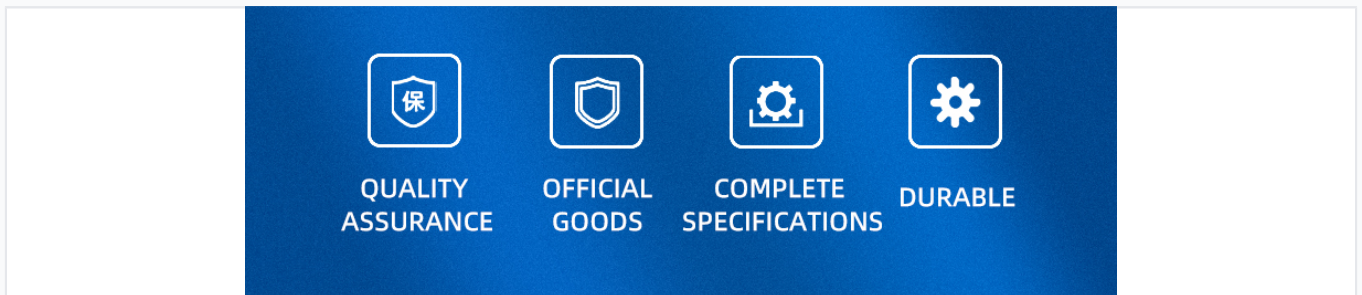 保
QUALITY
ASSURANCE
OFFICIAL
GOODS
COMPLETE
SPECIFICATIONS
DURABLE